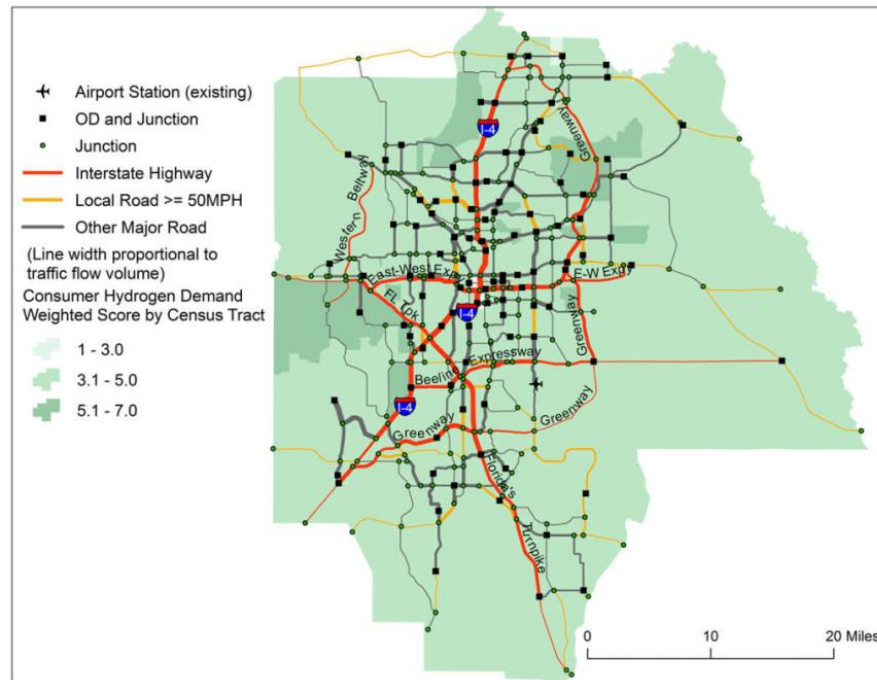 Airport Station (existing)
OD and Junction
Junction
Interstate Highway
Local Road >= 50MPH
Other Major Road
(Line width proportional to
traffic flow volume)
Consumer Hydrogen Demand
Weighted Score by Census Tract
1 - 3.0
3.1 - 5.0
5.1 - 7.0
I-4
Greenway
Western Beltway
East-West Exp
E-W Expy
FL Tpk
I-4
Greenway
Beeline Expressway
I-4
Greenway
Greenway
Florida's Turnpike
0 10 20 Miles